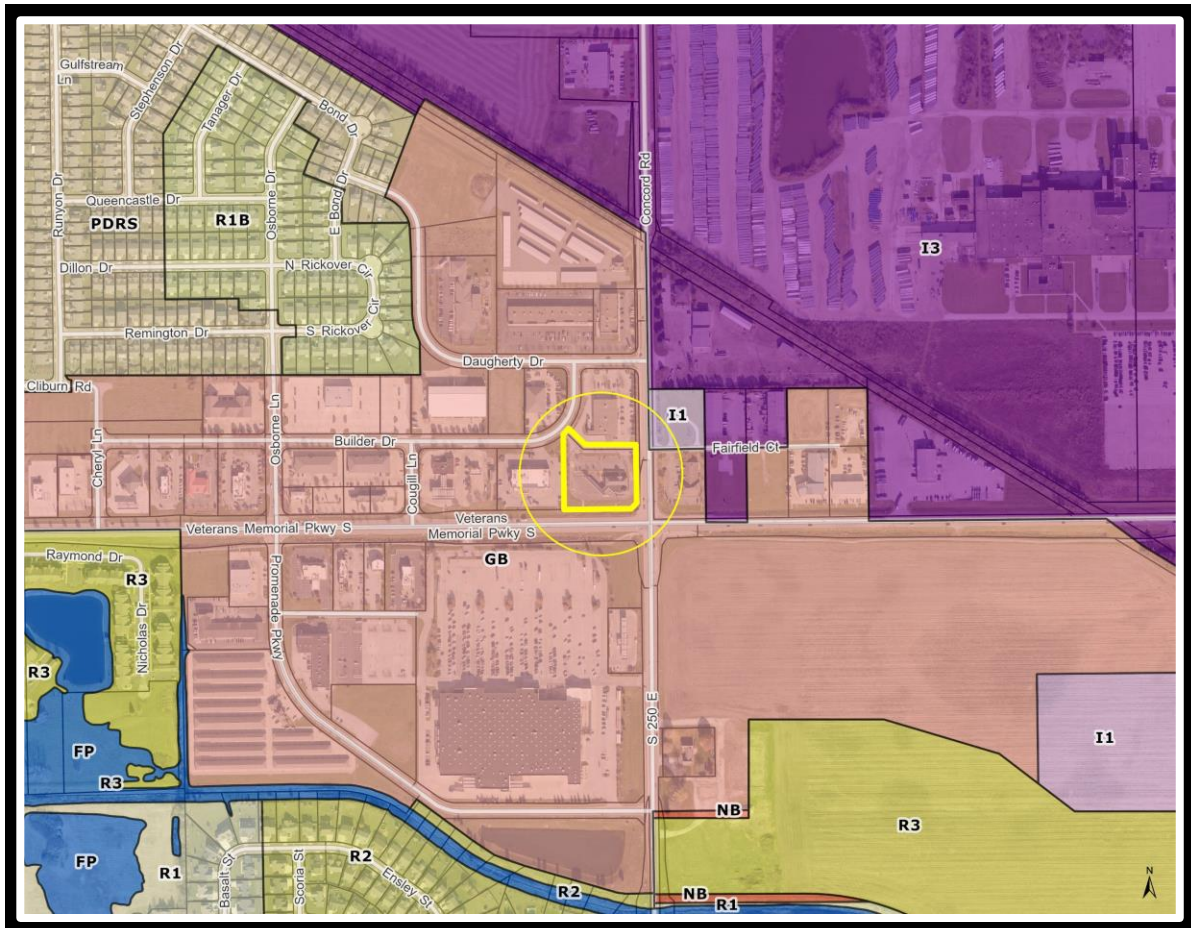 Gulfstream
Ln
Stephenson Dr
Tanager Dr
Bond Dr
Concord Rd
Runyon Dr
Queencastle Dr
PDRS
R1B
Osborne Dr
E Bond Dr
I3
Dillon Dr
N Rickover Cir
Remington Dr
S Rickover Cir
Daugherty Dr
Cliburn Rd
Cheryl Ln
Osborne Ln
Builder Dr
Cougill Ln
I1
Fairfield Ct
Veterans Memorial Pkwy S
Veterans
Memorial Pwky S
GB
Raymond Dr
R3
Nicholas Dr
Promenade Pkwy
R3
FP
R3
S 250 E
I1
NB
R3
FP
R1
Basalt St
Scoria St
R2
Ensley St
R2
NB
R1
N